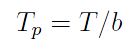 T_p = T/b